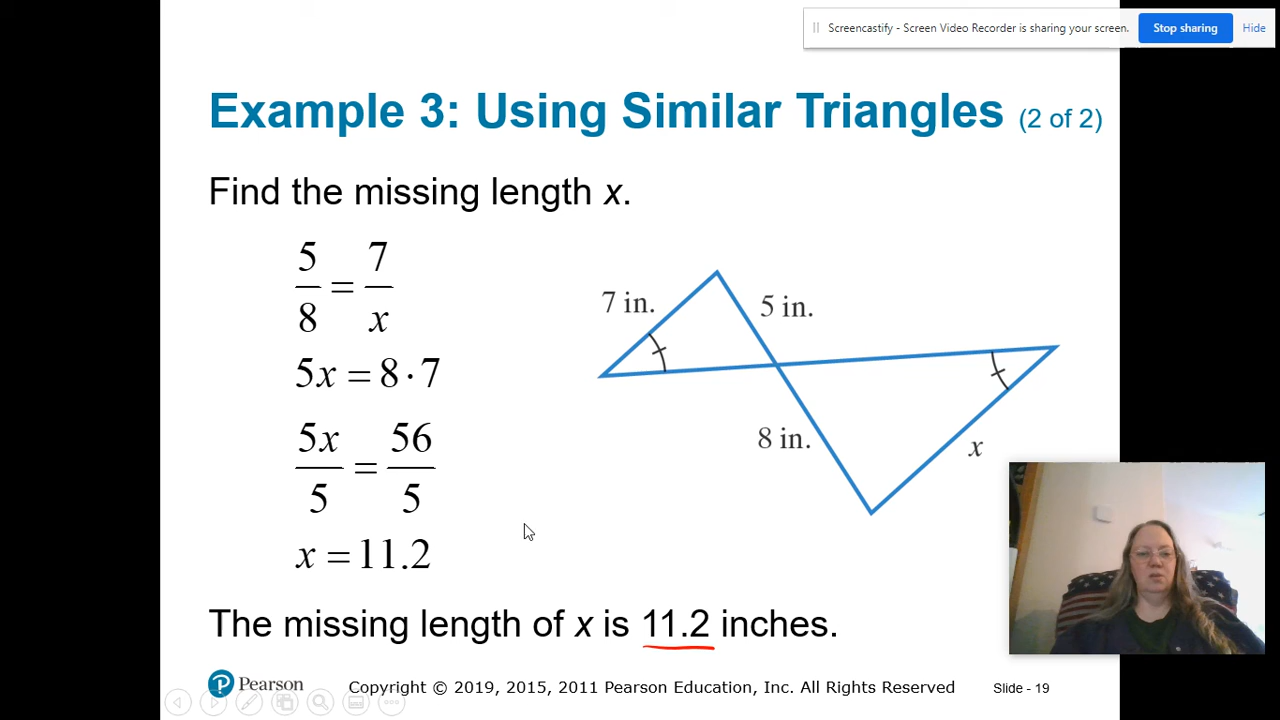 Screencastify - Screen Video Recorder is sharing your screen. Stop sharing Hide
Example 3: Using Similar Triangles (2 of 2)
Find the missing length x.
5/8 = 7/x
5x = 8 · 7
5x/5 = 56/5
x = 11.2
7 in.
5 in.
8 in.
x
The missing length of x is 11.2 inches.
Pearson Copyright © 2019, 2015, 2011 Pearson Education, Inc. All Rights Reserved Slide - 19